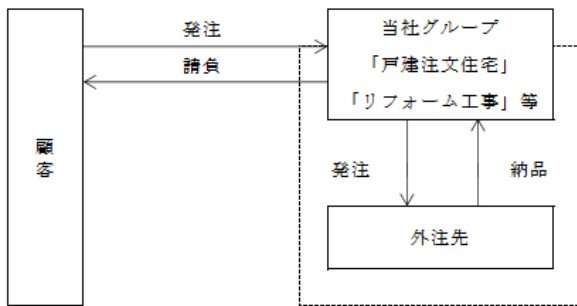 発注
請負
顧客
当社グループ
「戸建注文住宅」
「リフォーム工事」等
発注
納品
外注先